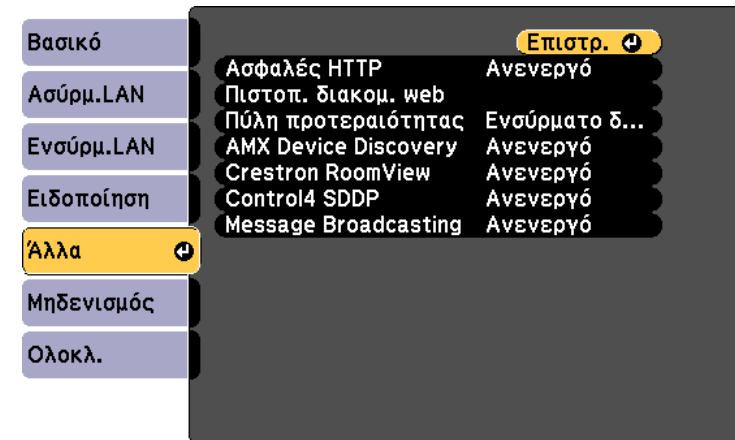 Βασικό
Ασύρμ.LAN
Ενσύρμ.LAN
Ειδοποίηση
Άλλα
Μηδενισμός
Ολοκλ.
Επιστρ.
Ασφαλές HTTP Ανενεργό
Πιστοπ. διακομ. web
Πύλη προτεραιότητας Ενσύρματο δ...
AMX Device Discovery Ανενεργό
Crestron RoomView Ανενεργό
Control4 SDDP Ανενεργό
Message Broadcasting Ανενεργό